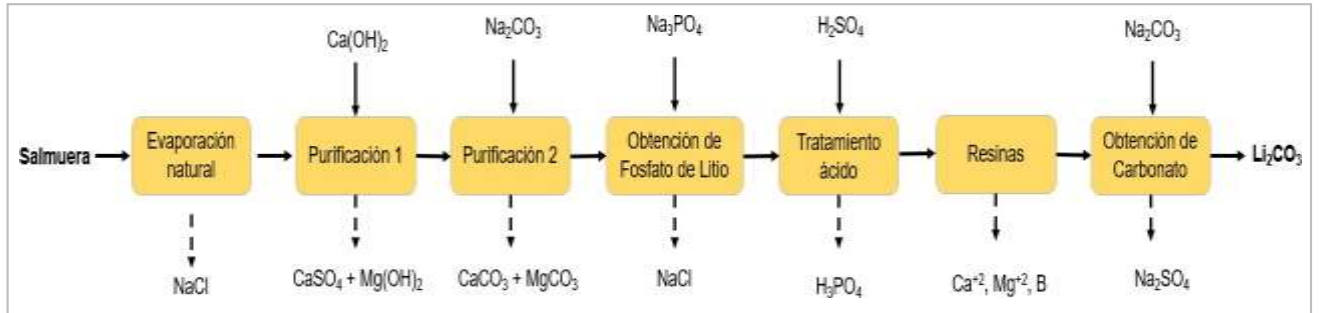 Ca(OH)₂
Na₂CO₃
Na₃PO₄
H₂SO₄
Na₂CO₃
Salmuera
Evaporación
natural
Purificación 1
Purificación 2
Obtención de
Fosfato de Litio
Tratamiento
ácido
Resinas
Obtención de
Carbonato
Li₂CO₃
NaCl
CaSO₄ + Mg(OH)₂
CaCO₃ + MgCO₃
NaCl
H₃PO₄
Ca⁺², Mg⁺², B
Na₂SO₄